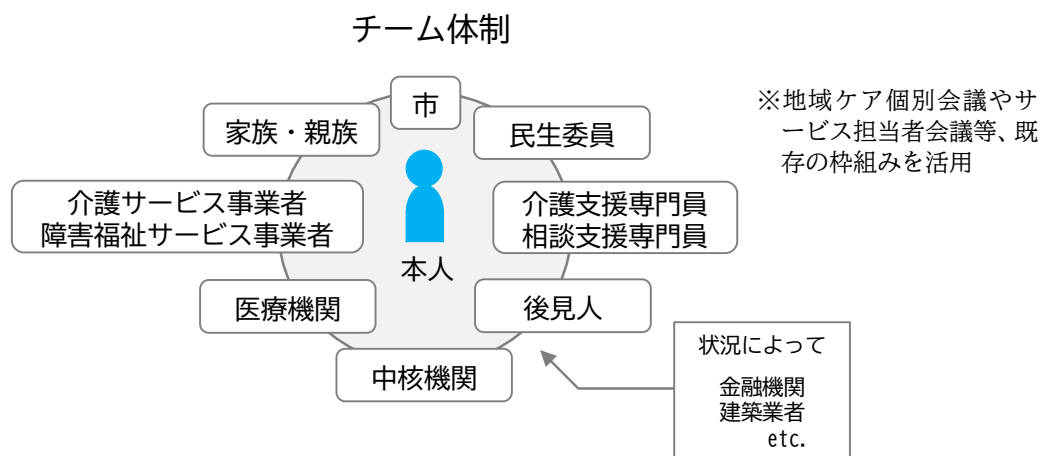 チーム体制
市
家族・親族
民生委員
※地域ケア個別会議やサ
ービス担当者会議等、既
存の枠組みを活用
介護サービス事業者
障害福祉サービス事業者
介護支援専門員
相談支援専門員
本人
医療機関
後見人
中核機関
状況によって
金融機関
建築業者
etc.